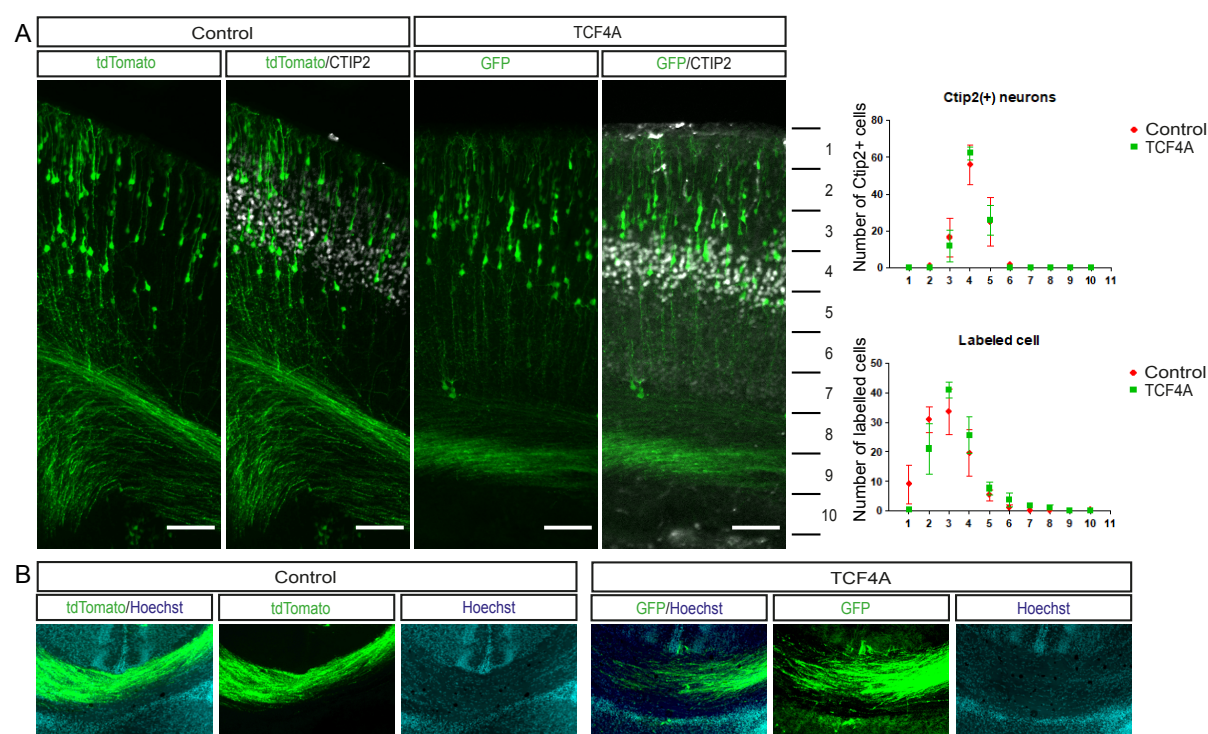 A
Control
TCF4A
tdTomato
tdTomato/CTIP2
GFP
GFP/CTIP2
1
2
3
4
5
6
7
8
9
10
Ctip2(+) neurons
Number of Ctip2+ cells
80
60
40
20
0
1 2 3 4 5 6 7 8 9 10 11
Control
TCF4A
Labeled cell
Number of labelled cells
50
40
30
20
10
0
1 2 3 4 5 6 7 8 9 10 11
Control
TCF4A
B
Control
TCF4A
tdTomato/Hoechst
tdTomato
Hoechst
GFP/Hoechst
GFP
Hoechst